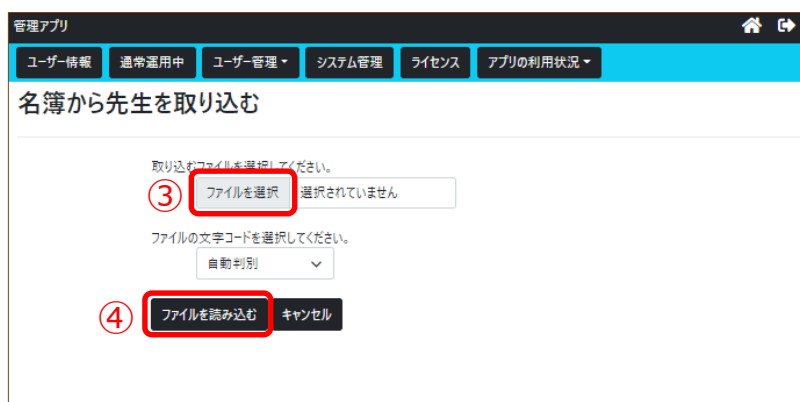 管理アプリ
ユーザー情報 通常運用中 ユーザー管理 システム管理 ライセンス アプリの利用状況
名簿から先生を取り込む
取り込むファイルを選択してください。
③ ファイルを選択 選択されていません
ファイルの文字コードを選択してください。
自動判別
④ ファイルを読み込む キャンセル